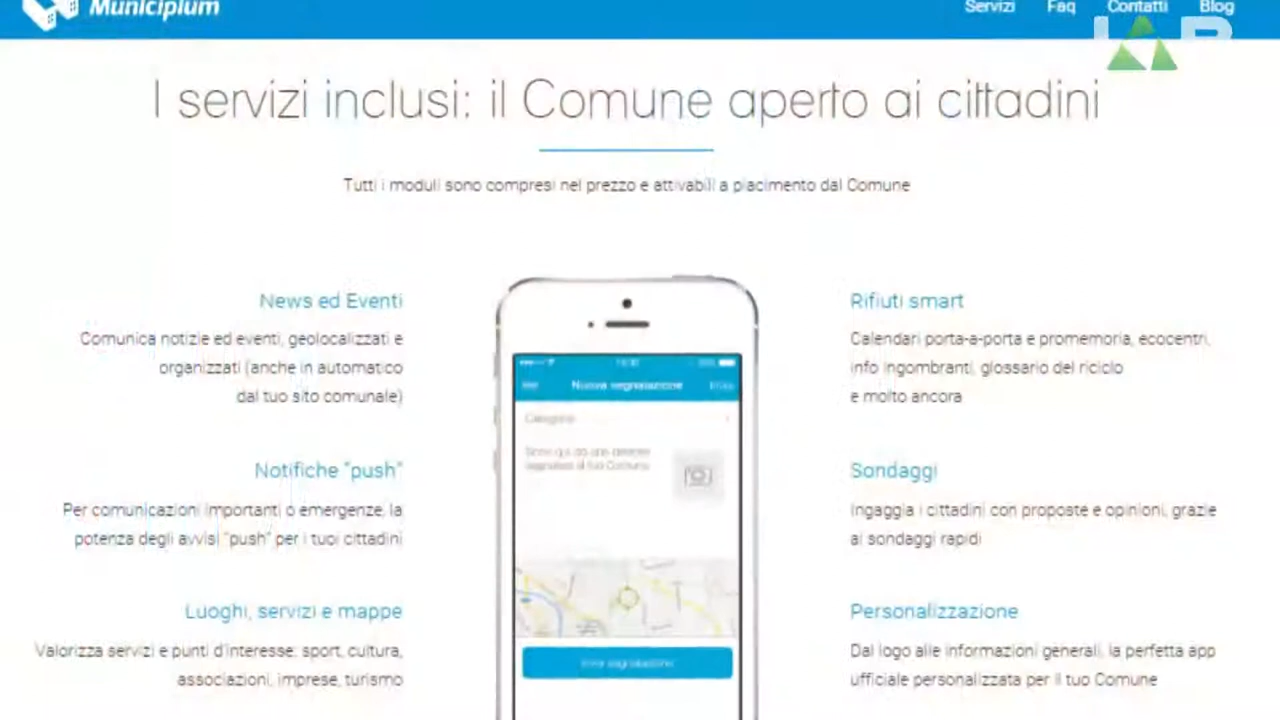 Municipium
Servizi Faq Contatti Blog
I servizi inclusi: il Comune aperto ai cittadini
Tutti i moduli sono compresi nel prezzo e attivabili a piacimento dal Comune
News ed Eventi
Comunica notizie ed eventi, geolocalizzati e
organizzati (anche in automatico
dal tuo sito comunale)
Notifiche "push"
Per comunicazioni importanti o emergenze, la
potenza degli avvisi "push" per i tuoi cittadini
Luoghi, servizi e mappe
Valorizza servizi e punti d'interesse: sport, cultura,
associazioni, imprese, turismo
Nuova segnalazione
Categoria
Invia segnalazione
Rifiuti smart
Calendari porta-a-porta e promemoria, ecocentri,
info ingombranti, glossario del riciclo
e molto ancora
Sondaggi
Ingaggia i cittadini con proposte e opinioni, grazie
ai sondaggi rapidi
Personalizzazione
Dal logo alle informazioni generali, la perfetta app
ufficiale personalizzata per il tuo Comune